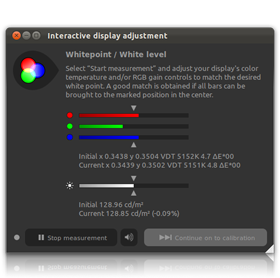 Interactive display adjustment
Whitepoint / White level
Select "Start measurement" and adjust your display's color
temperature and/or RGB gain controls to match the desired
white point. A good match is obtained if all bars can be
brought to the marked position in the center.
Initial x 0.3438 y 0.3504 VDT 5152K 4.7 ΔE*00
Current x 0.3439 y 0.3502 VDT 5151K 4.8 ΔE*00
Initial 128.96 cd/m²
Current 128.85 cd/m² (-0.09%)
Stop measurement
Continue on to calibration